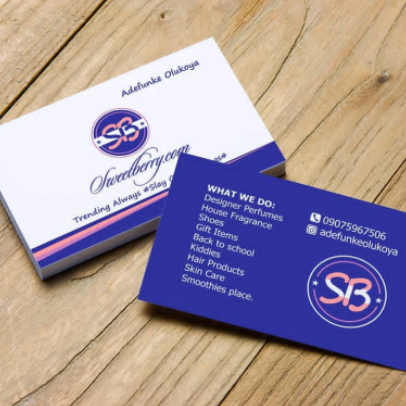 Adefunke Olukoya
SB
Sweetberry.com
Trending Always #Slay
WHAT WE DO:
Designer Perfumes
House Fragrance
Shoes
Gift Items
Back to school
Kiddies
Hair Products
Skin Care
Smoothies place.
09075967506
adefunkeolukoya
SB